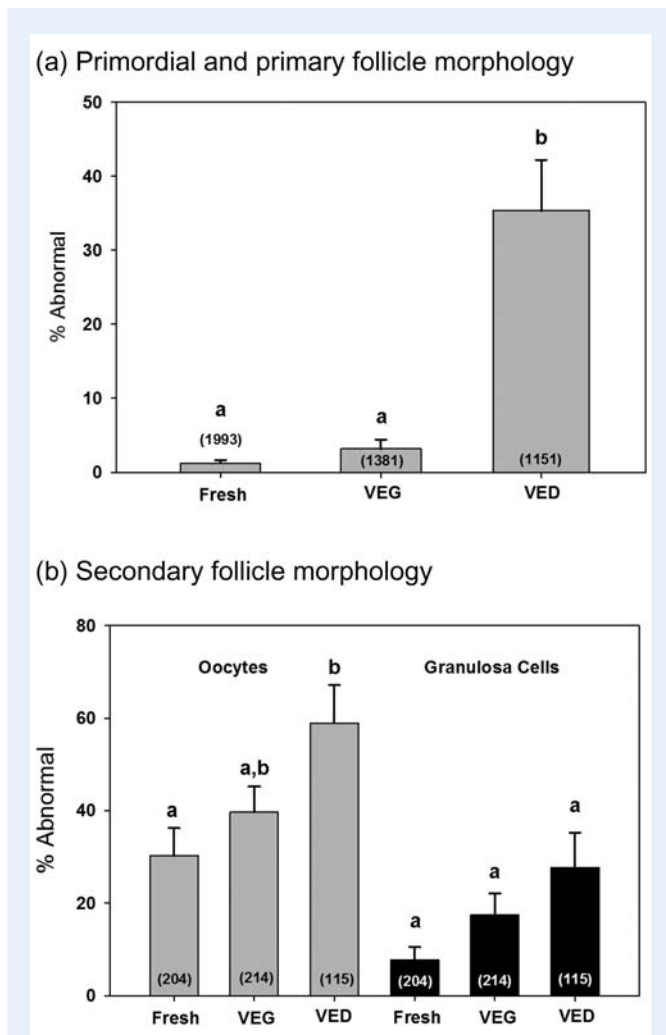 (a) Primordial and primary follicle morphology
50
40
30
20
10
0
% Abnormal
a
(1993)
a
(1381)
b
(1151)
Fresh VEG VED
(b) Secondary follicle morphology
80
60
40
20
0
% Abnormal
Oocytes Granulosa Cells
a
a,b
b
a
a
a
(204) (214) (115) (204) (214) (115)
Fresh VEG VED Fresh VEG VED